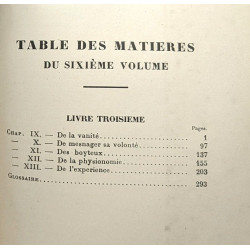 TABLE DES MATIERES
DU SIXIÈME VOLUME
LIVRE TROISIEME
Pages.
CHAP. IX. — De la vanité 1
— X. — De mesnager sa volonté 97
— XI. — Des boyteux 137
— XII. — De la physionomie 155
— XIII. — De l'experience 203
GLOSSAIRE 293